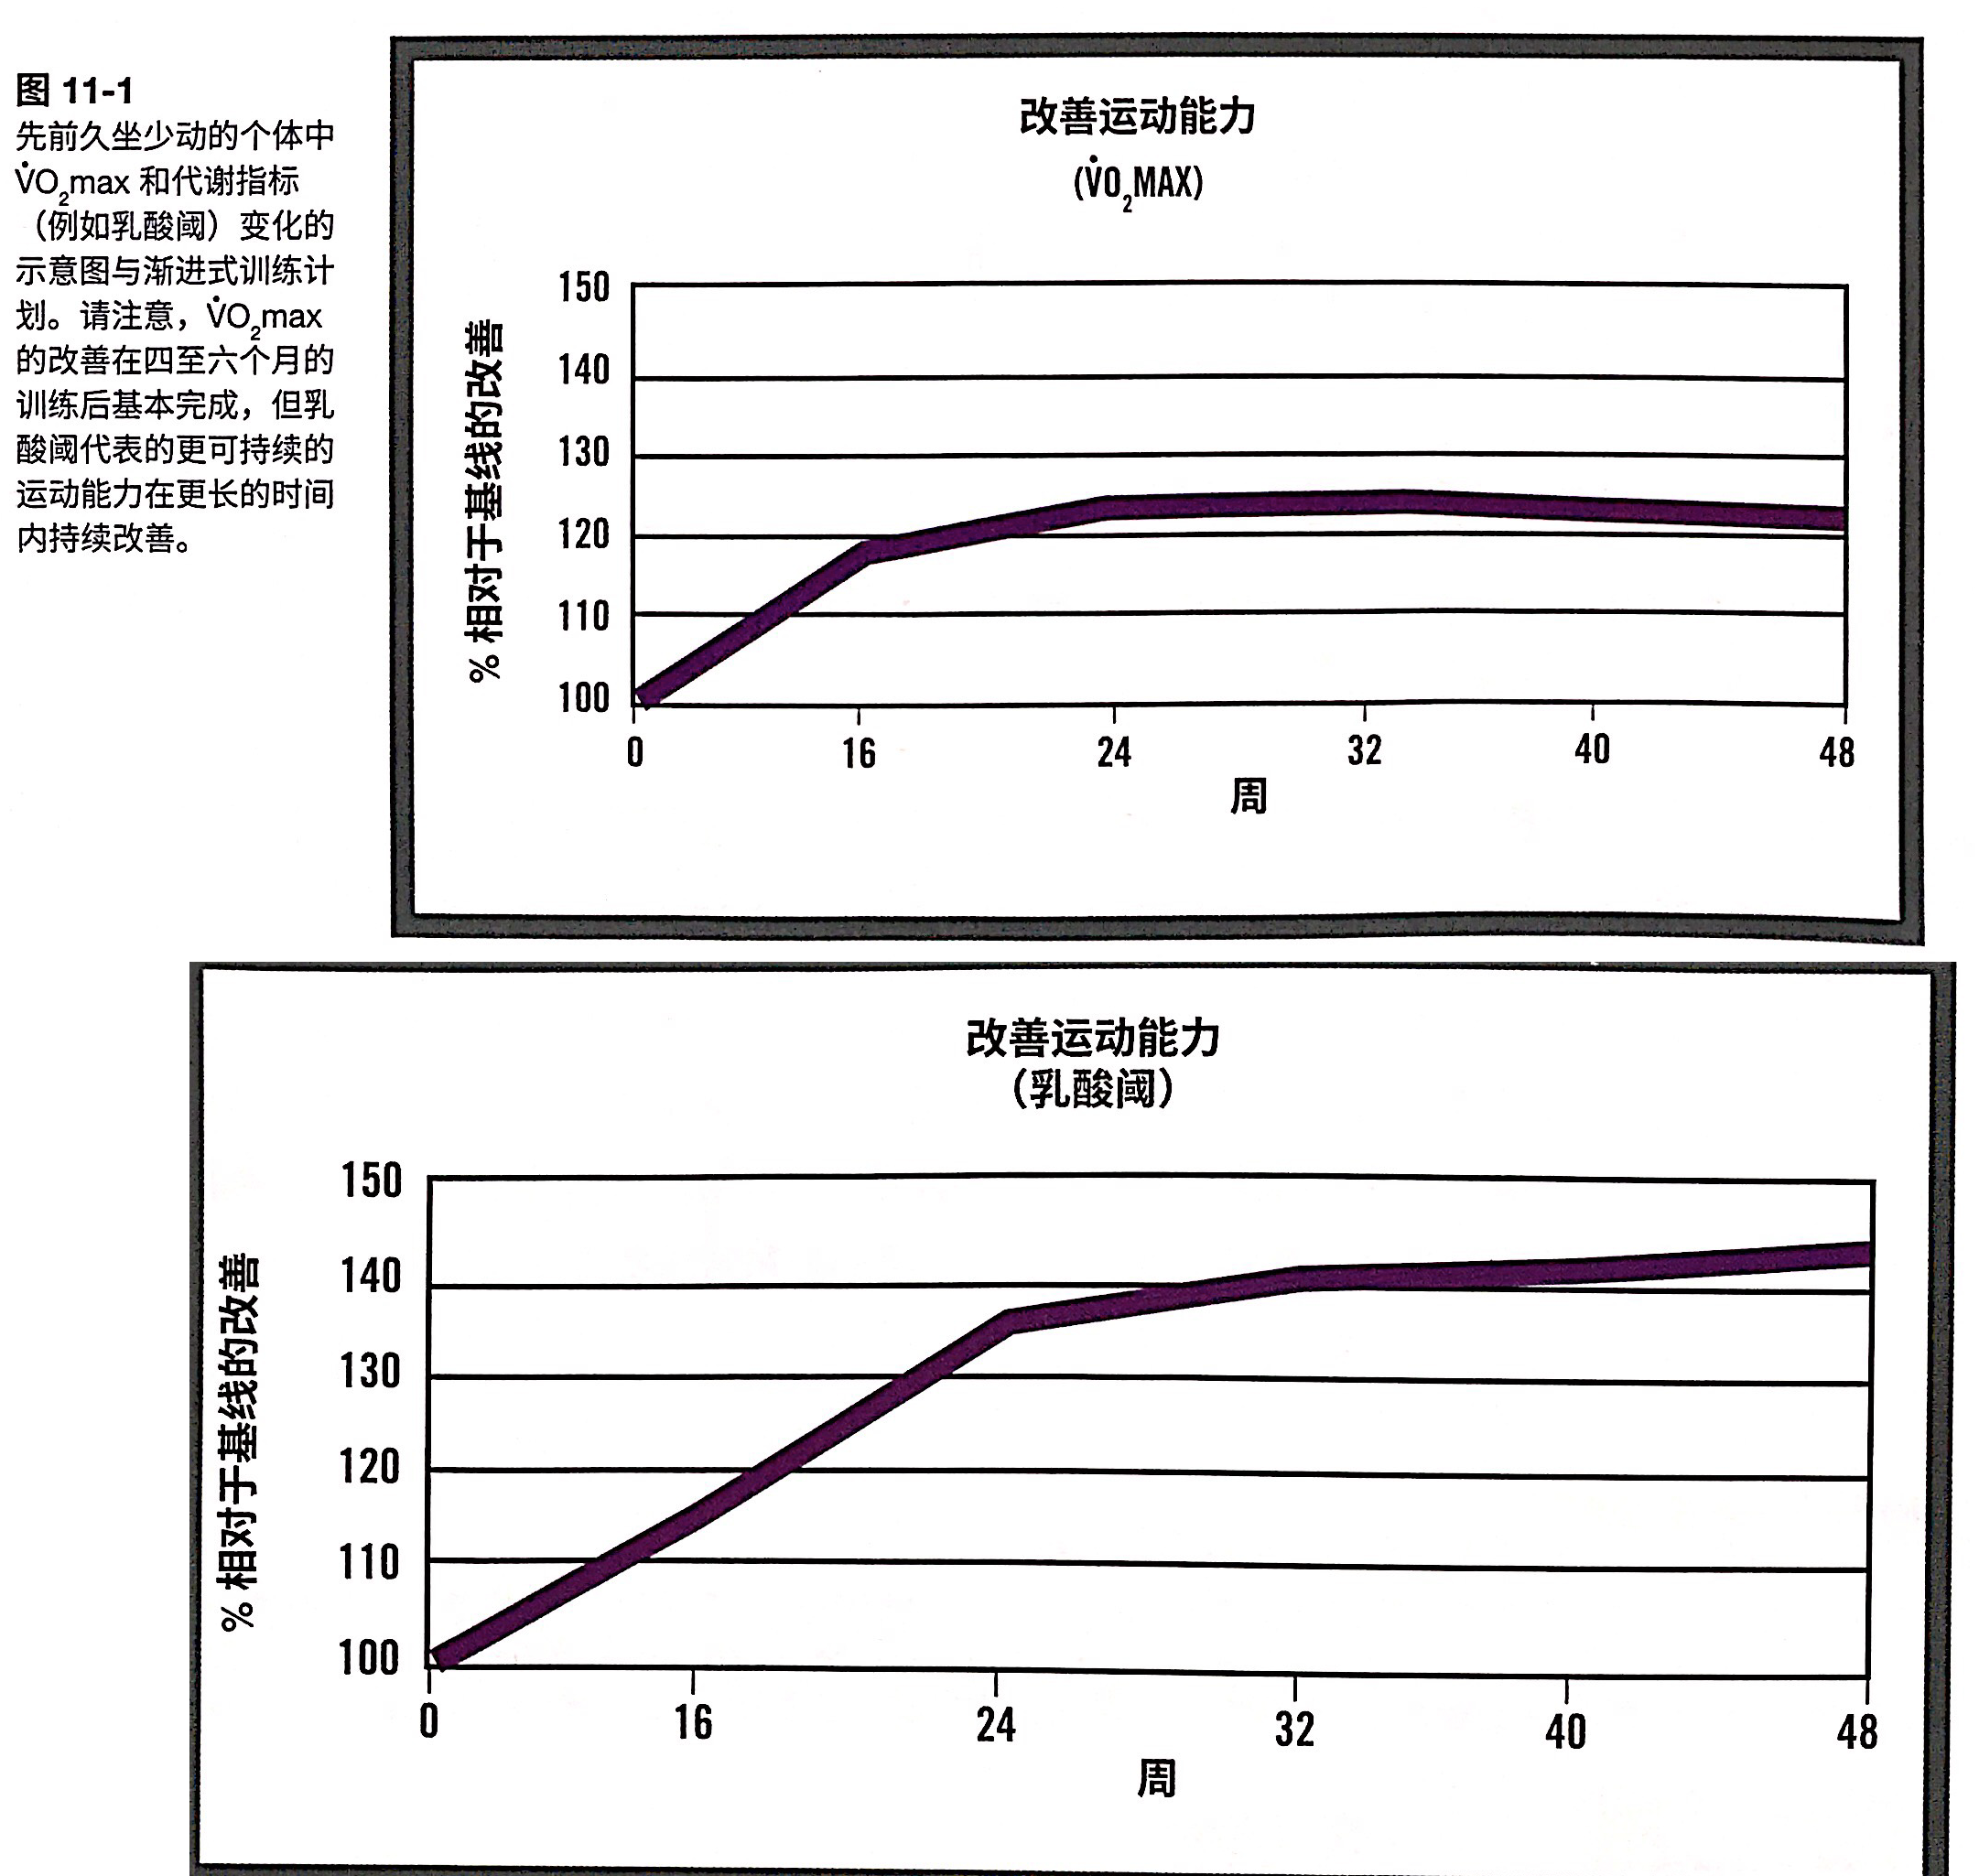 图 11-1
先前久坐少动的个体中
V̇O₂max 和代谢指标
（例如乳酸阈）变化的
示意图与渐进式训练计
划。请注意，V̇O₂max
的改善在四至六个月的
训练后基本完成，但乳
酸阈代表的更可持续的
运动能力在更长的时间
内持续改善。
改善运动能力
(V̇O₂MAX)
% 相对于基线的改善
150
140
130
120
110
100
0 16 24 32 40 48
周
改善运动能力
（乳酸阈）
% 相对于基线的改善
150
140
130
120
110
100
0 16 24 32 40 48
周